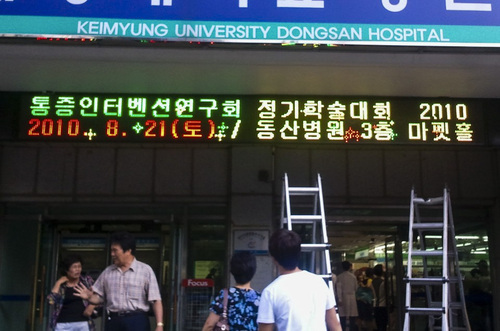 KEIMYUNG UNIVERSITY DONGSAN HOSPITAL
통증인터벤션연구회 정기학술대회 2010
2010. 8. 21(토) / 동산병원 3층 마펫홀
Focus